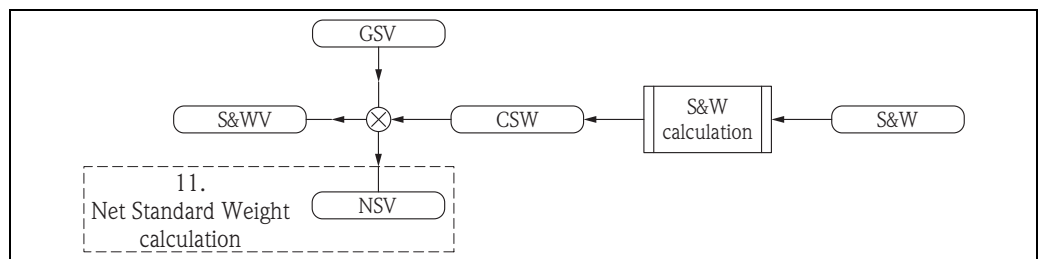 GSV
S&WV
CSW
S&W
calculation
S&W
11.
Net Standard Weight
calculation
NSV